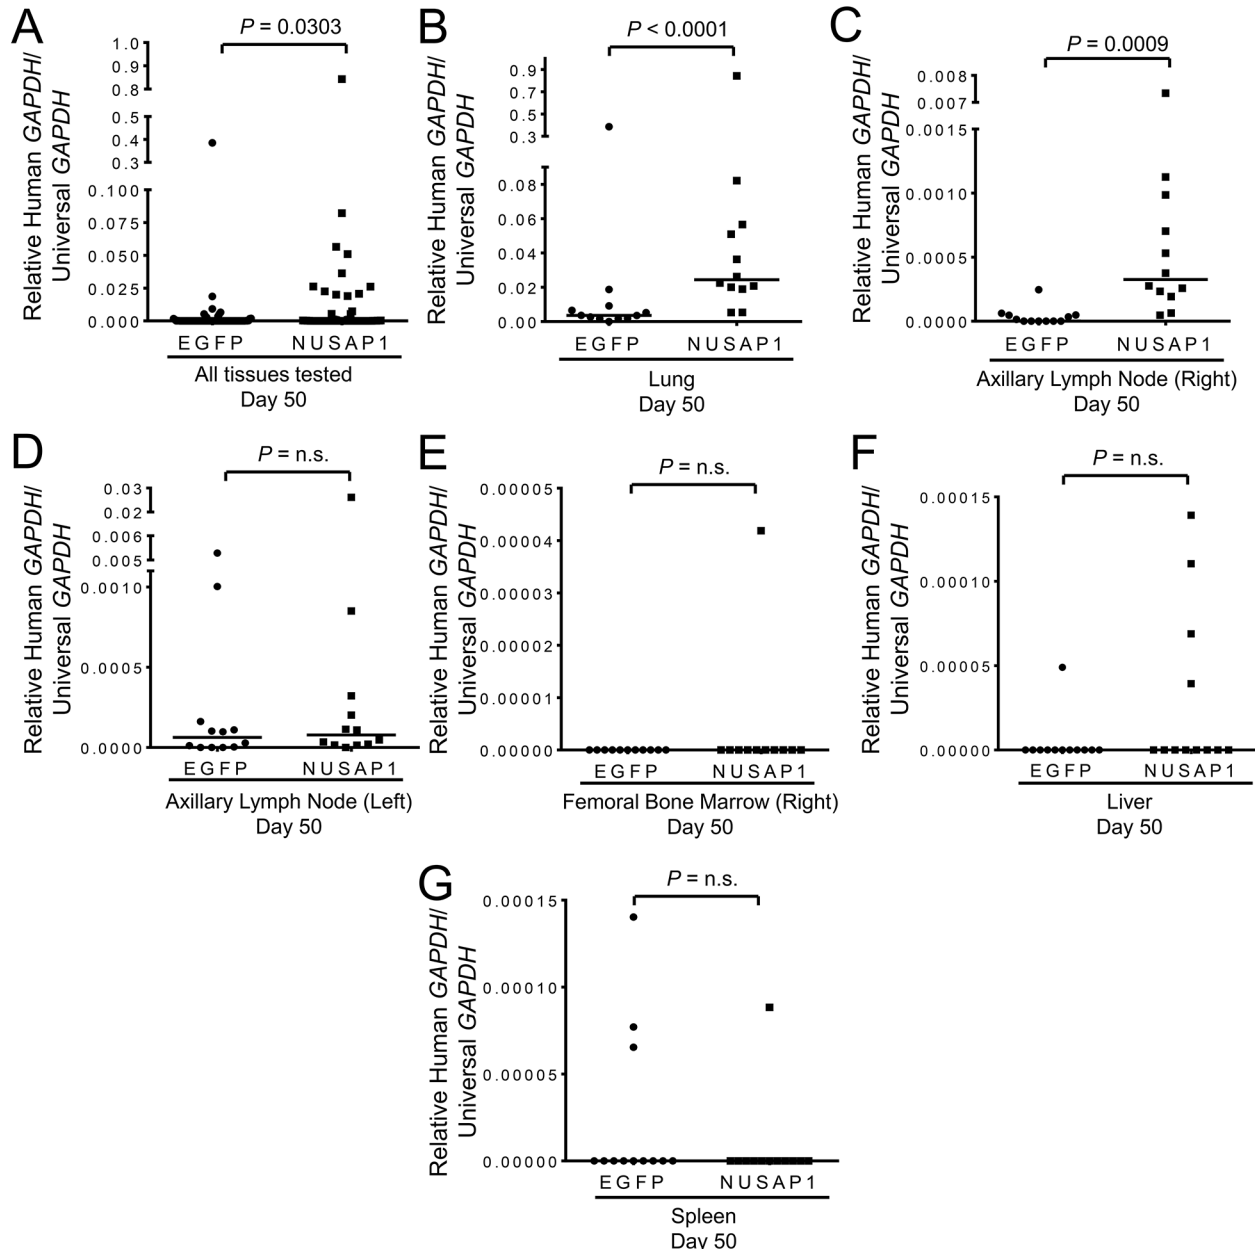 A
P = 0.0303
Relative Human GAPDH/
Universal GAPDH
1.0
0.9
0.8
0.5
0.4
0.3
0.100
0.075
0.050
0.025
0.000
EGFP NUSAP1
All tissues tested
Day 50
B
P < 0.0001
Relative Human GAPDH/
Universal GAPDH
0.9
0.7
0.5
0.3
0.08
0.06
0.04
0.02
0.00
EGFP NUSAP1
Lung
Day 50
C
P = 0.0009
Relative Human GAPDH/
Universal GAPDH
0.008
0.007
0.0015
0.0010
0.0005
0.0000
EGFP NUSAP1
Axillary Lymph Node (Right)
Day 50
D
P = n.s.
Relative Human GAPDH/
Universal GAPDH
0.03
0.02
0.006
0.005
0.0010
0.0005
0.0000
EGFP NUSAP1
Axillary Lymph Node (Left)
Day 50
E
P = n.s.
Relative Human GAPDH/
Universal GAPDH
0.00005
0.00004
0.00003
0.00002
0.00001
0.00000
EGFP NUSAP1
Femoral Bone Marrow (Right)
Day 50
F
P = n.s.
Relative Human GAPDH/
Universal GAPDH
0.00015
0.00010
0.00005
0.00000
EGFP NUSAP1
Liver
Day 50
G
P = n.s.
Relative Human GAPDH/
Universal GAPDH
0.00015
0.00010
0.00005
0.00000
EGFP NUSAP1
Spleen
Day 50